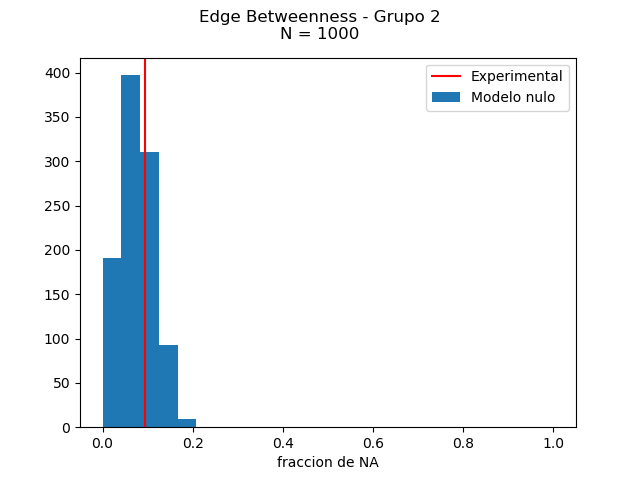 Edge Betweenness - Grupo 2
N = 1000
Experimental
Modelo nulo
400
350
300
250
200
150
100
50
0
0.0 0.2 0.4 0.6 0.8 1.0
fraccion de NA